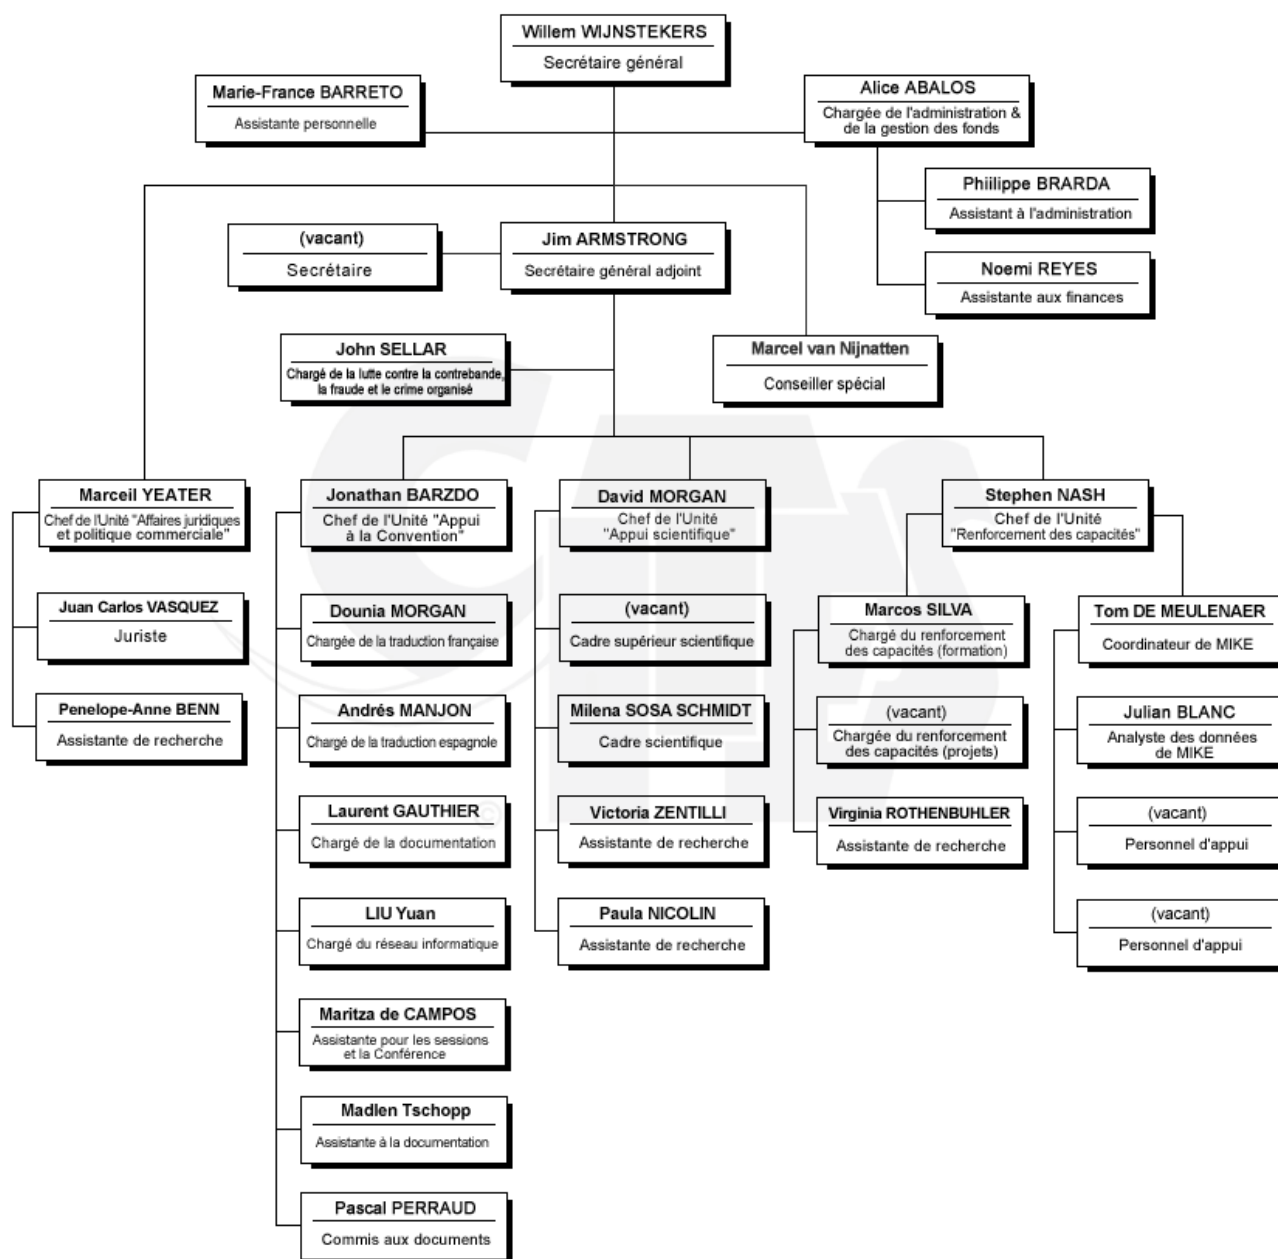 Willem WIJNSTEKERS
Secrétaire général
Marie-France BARRETO
Assistante personnelle
Alice ABALOS
Chargée de l'administration &
de la gestion des fonds
Phiilippe BRARDA
Assistant à l'administration
Noemi REYES
Assistante aux finances
(vacant)
Secrétaire
Jim ARMSTRONG
Secrétaire général adjoint
John SELLAR
Chargé de la lutte contre la contrebande,
la fraude et le crime organisé
Marcel van Nijnatten
Conseiller spécial
Marceil YEATER
Chef de l'Unité "Affaires juridiques
et politique commerciale"
Juan Carlos VASQUEZ
Juriste
Penelope-Anne BENN
Assistante de recherche
Jonathan BARZDO
Chef de l'Unité "Appui
à la Convention"
Dounia MORGAN
Chargée de la traduction française
Andrés MANJON
Chargé de la traduction espagnole
Laurent GAUTHIER
Chargé de la documentation
LIU Yuan
Chargé du réseau informatique
Maritza de CAMPOS
Assistante pour les sessions
et la Conférence
Madlen Tschopp
Assistante à la documentation
Pascal PERRAUD
Commis aux documents
David MORGAN
Chef de l'Unité
"Appui scientifique"
(vacant)
Cadre supérieur scientifique
Milena SOSA SCHMIDT
Cadre scientifique
Victoria ZENTILLI
Assistante de recherche
Paula NICOLIN
Assistante de recherche
Stephen NASH
Chef de l'Unité
"Renforcement des capacités"
Marcos SILVA
Chargé du renforcement
des capacités (formation)
(vacant)
Chargée du renforcement
des capacités (projets)
Virginia ROTHENBUHLER
Assistante de recherche
Tom DE MEULENAER
Coordinateur de MIKE
Julian BLANC
Analyste des données
de MIKE
(vacant)
Personnel d'appui
(vacant)
Personnel d'appui
CITES
©